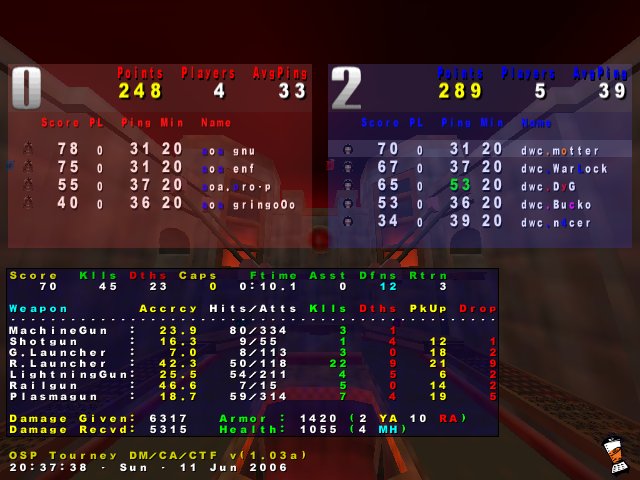 0 Points Players AvgPing
248 4 33
Score PL Ping Min Name
78 0 31 20 gnu
75 0 31 20 enf
55 0 37 20 oa.pro-p
40 0 36 20 gringoOo
2 Points Players AvgPing
289 5 39
Score PL Ping Min Name
70 0 31 20 dwc.motter
67 0 37 20 dwc.WarLock
65 0 53 20 dwc.DyG
53 0 36 20 dwc.Bucko
34 0 39 20 dwc.nucer
Score Klls Dths Caps Ftime Asst Dfns Rtrn
70 45 23 0 0:10.1 0 12 3
Weapon Accrcy Hits/Atts Klls Dths PkUp Drop
MachineGun : 23.9 80/334 3 1
Shotgun : 16.3 9/55 1 4 12 1
G.Launcher : 7.0 8/113 3 0 18 2
R.Launcher : 42.3 50/118 22 9 21 9
LightningGun: 25.5 54/211 4 5 6 2
Railgun : 46.6 7/15 5 0 14 2
Plasmagun : 18.7 59/314 7 4 19 5
Damage Given: 6317 Armor : 1420 (2 YA 10 RA)
Damage Recvd: 5315 Health: 1055 (4 MH)
OSP Tourney DM/CA/CTF v(1.03a)
20:37:38 - Sun - 11 Jun 2006